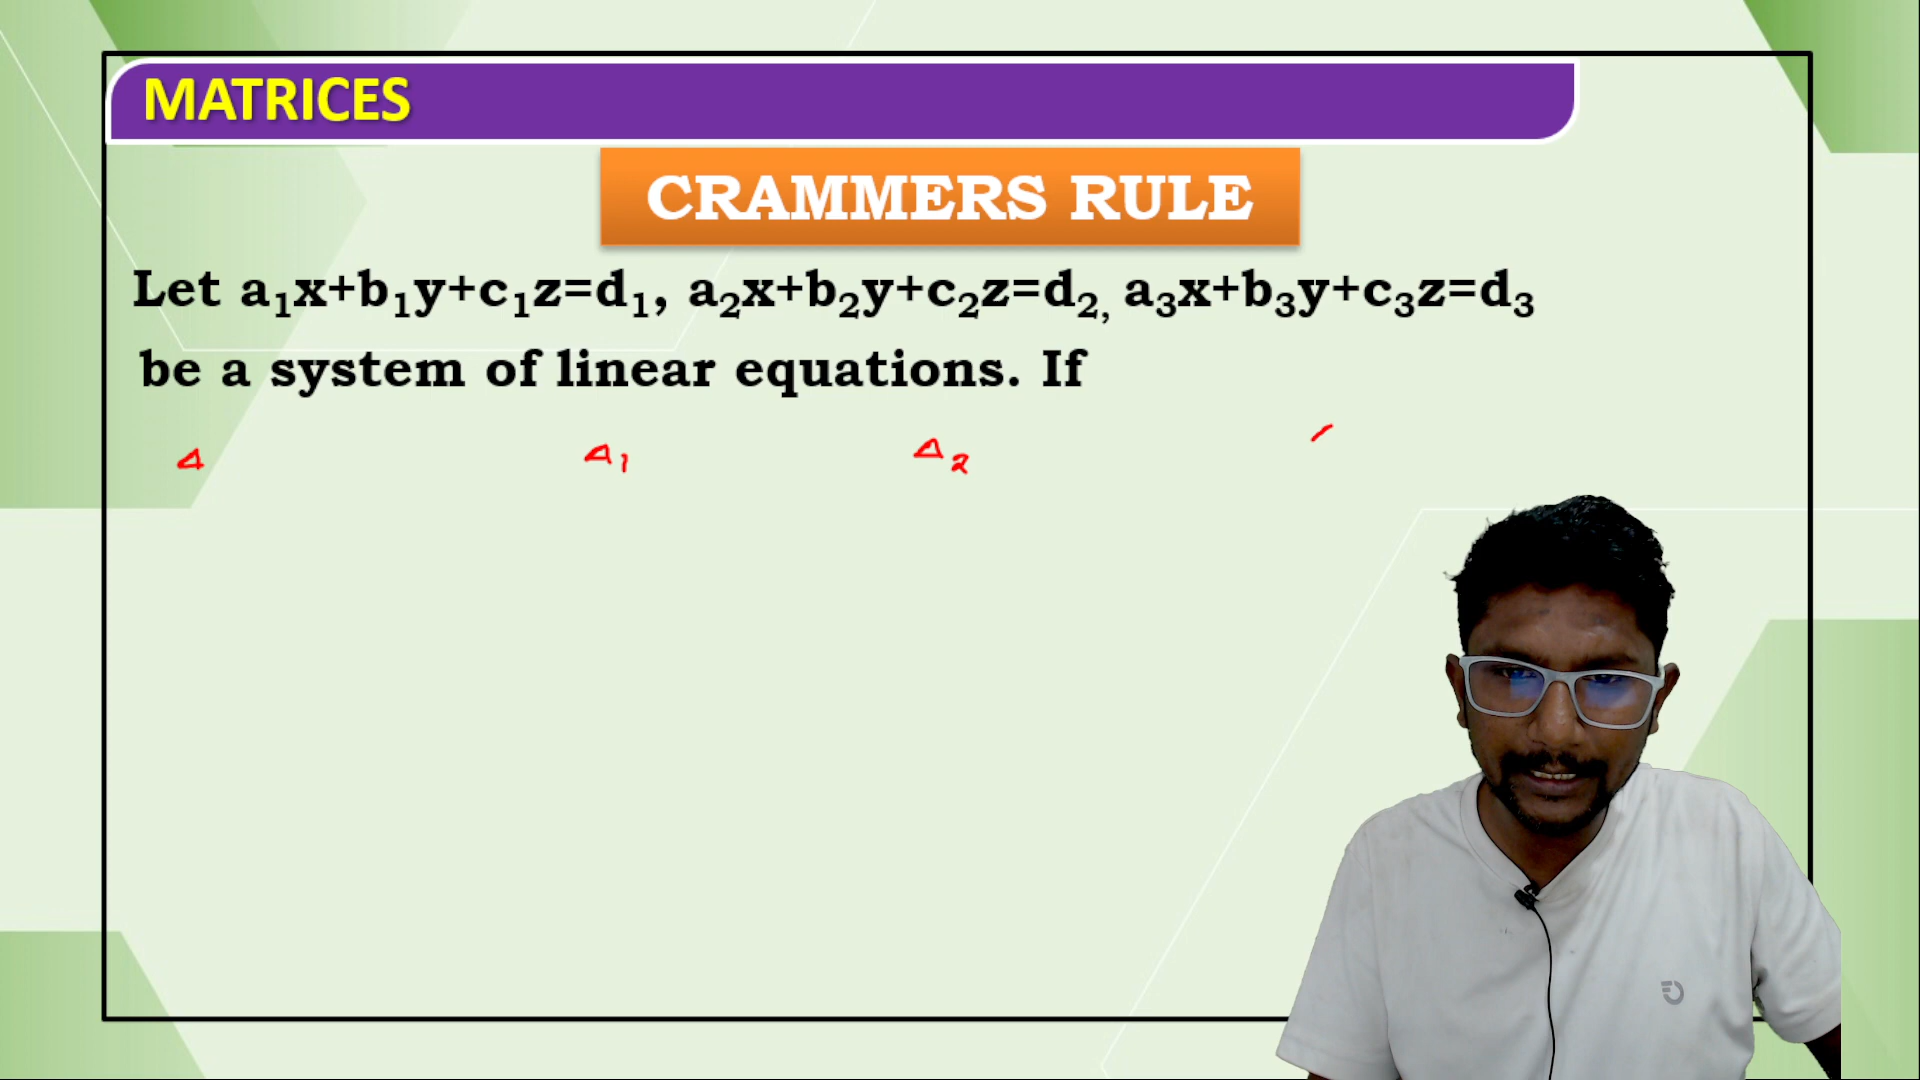 MATRICES
CRAMMERS RULE
Let a₁x+b₁y+c₁z=d₁, a₂x+b₂y+c₂z=d₂, a₃x+b₃y+c₃z=d₃
be a system of linear equations. If
Δ Δ₁ Δ₂